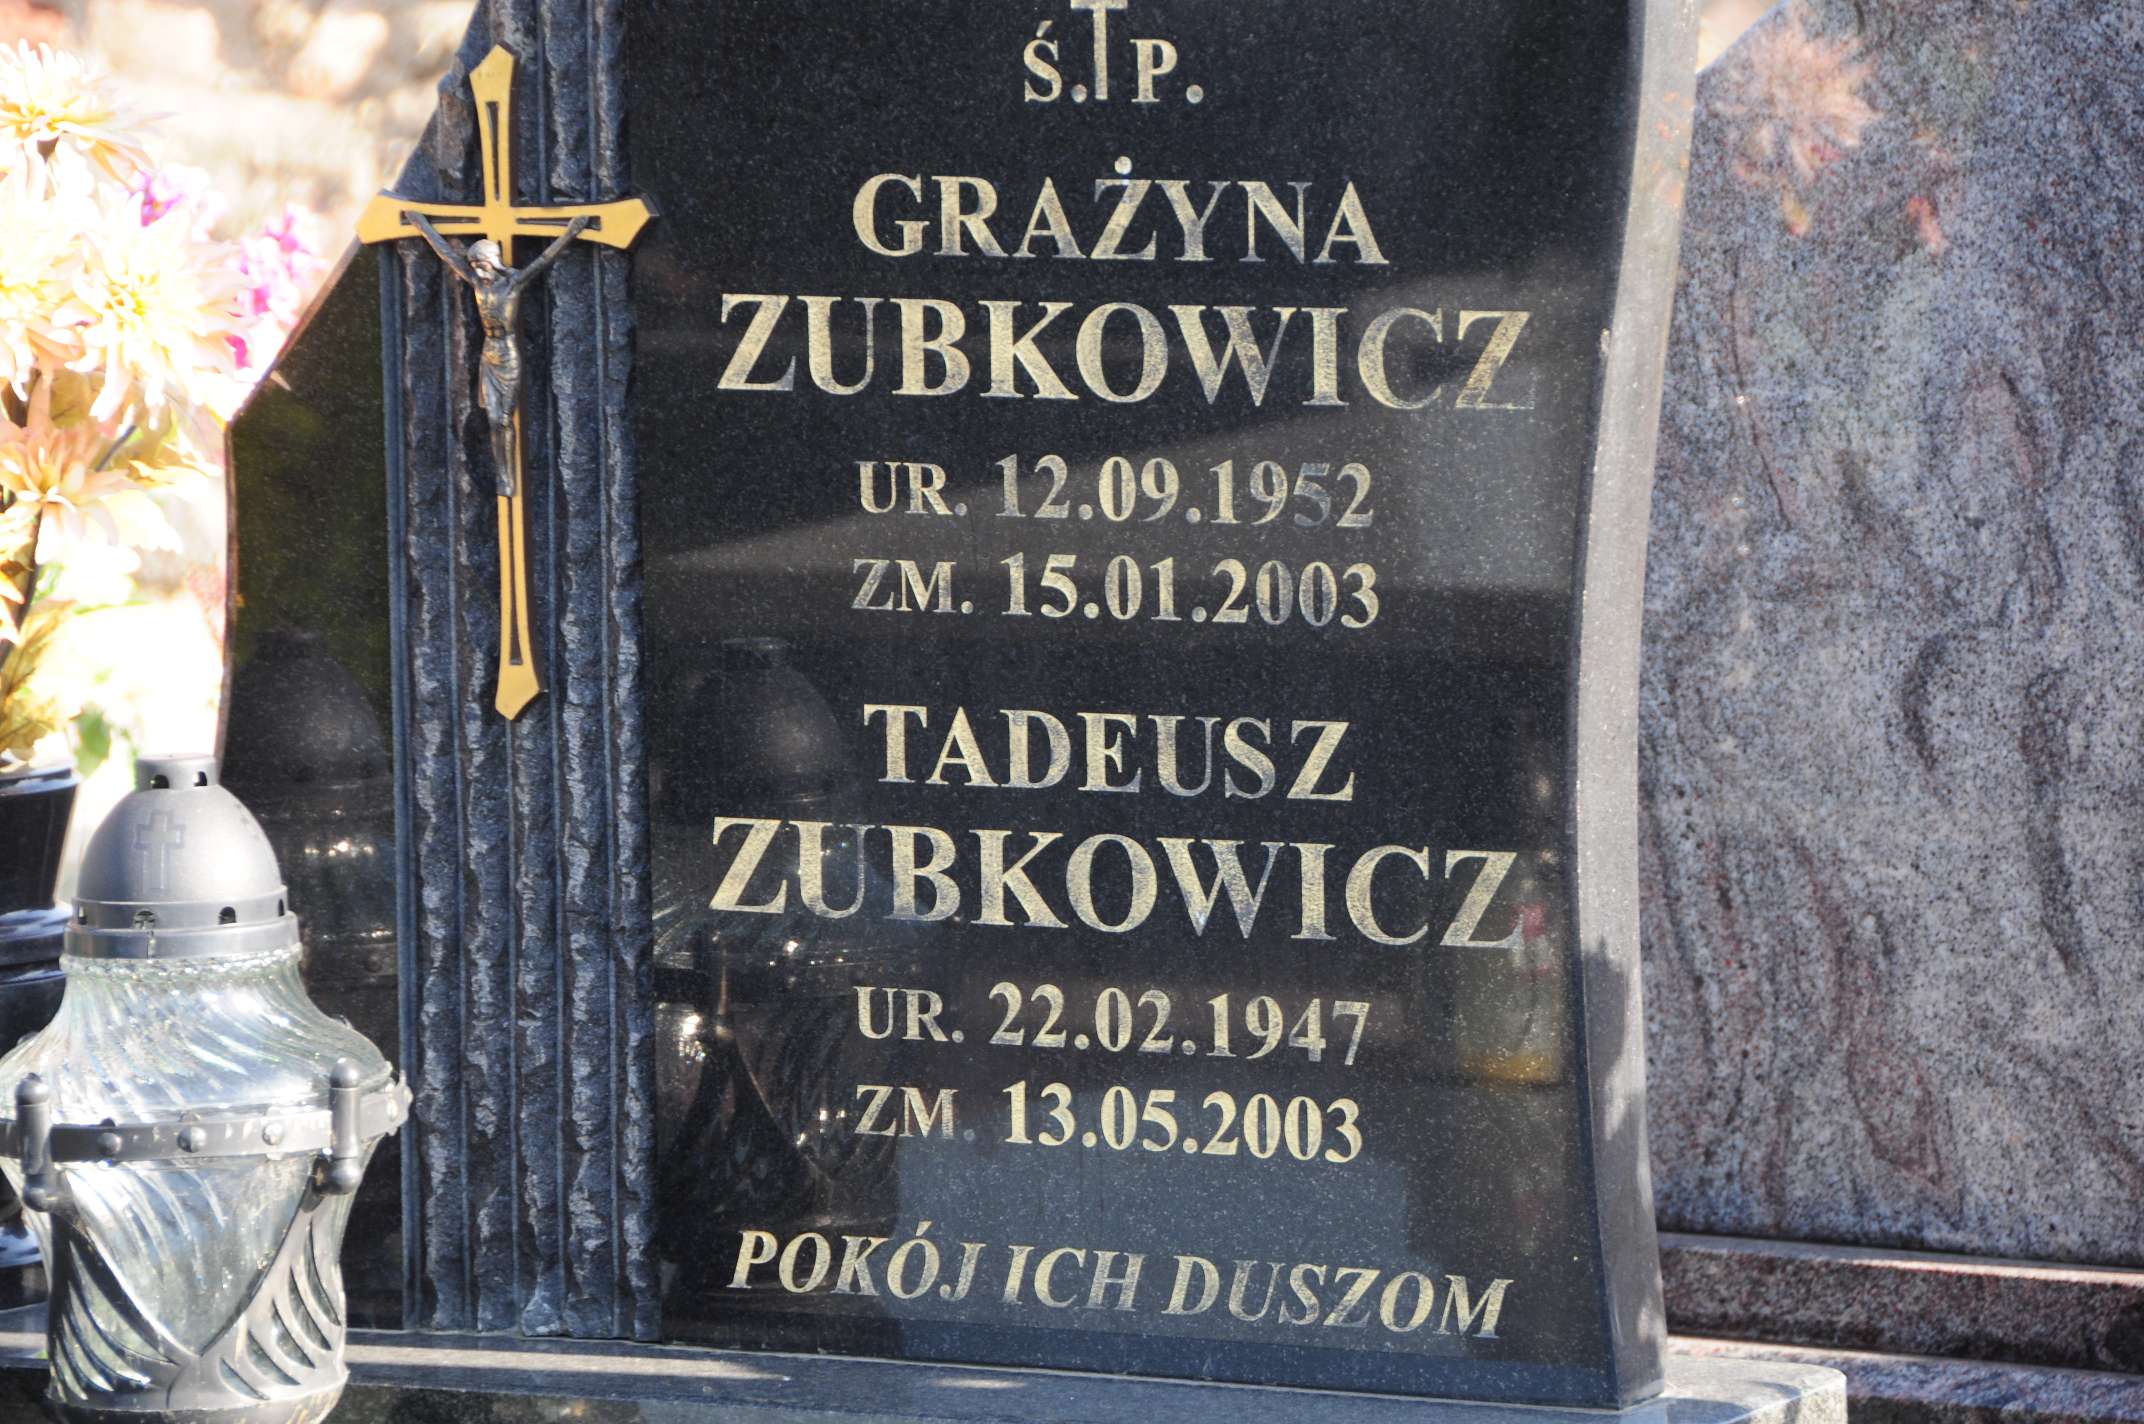 Ś.†P.
GRAŻYNA
ZUBKOWICZ
UR. 12.09.1952
ZM. 15.01.2003
TADEUSZ
ZUBKOWICZ
UR. 22.02.1947
ZM. 13.05.2003
POKÓJ ICH DUSZOM